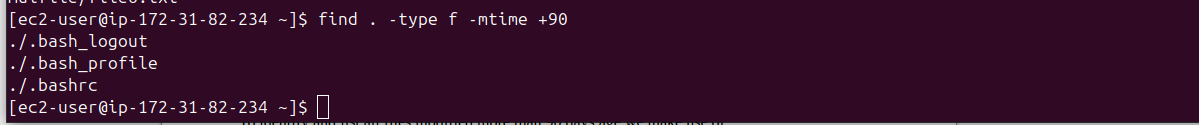 [ec2-user@ip-172-31-82-234 ~]$ find . -type f -mtime +90
./.bash_logout
./.bash_profile
./.bashrc
[ec2-user@ip-172-31-82-234 ~]$